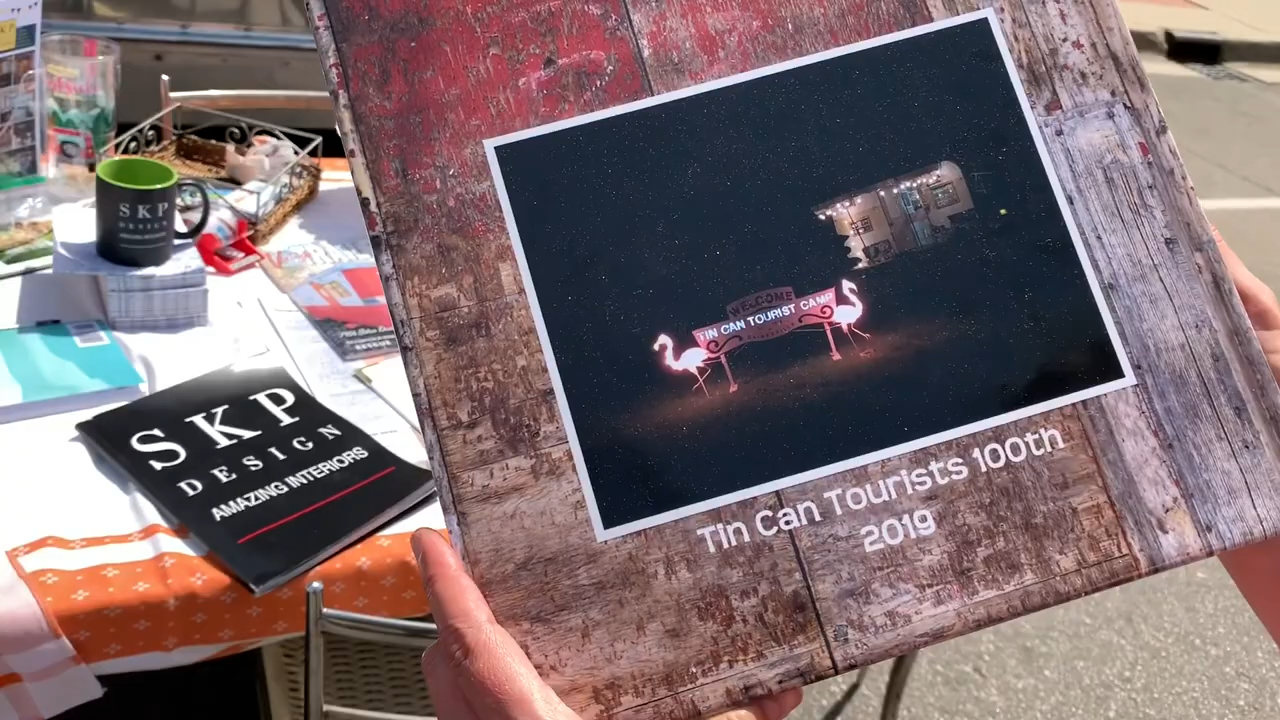 SKP
DESIGN
SKP
DESIGN
AMAZING INTERIORS
WELCOME
TIN CAN TOURIST CAMP
Tin Can Tourists 100th
2019